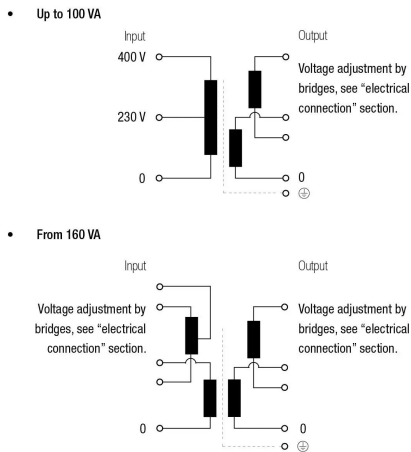 • Up to 100 VA
Input
Output
400 V
Voltage adjustment by
bridges, see “electrical
connection” section.
230 V
0
0
• From 160 VA
Input
Output
Voltage adjustment by
bridges, see “electrical
connection” section.
Voltage adjustment by
bridges, see “electrical
connection” section.
0
0